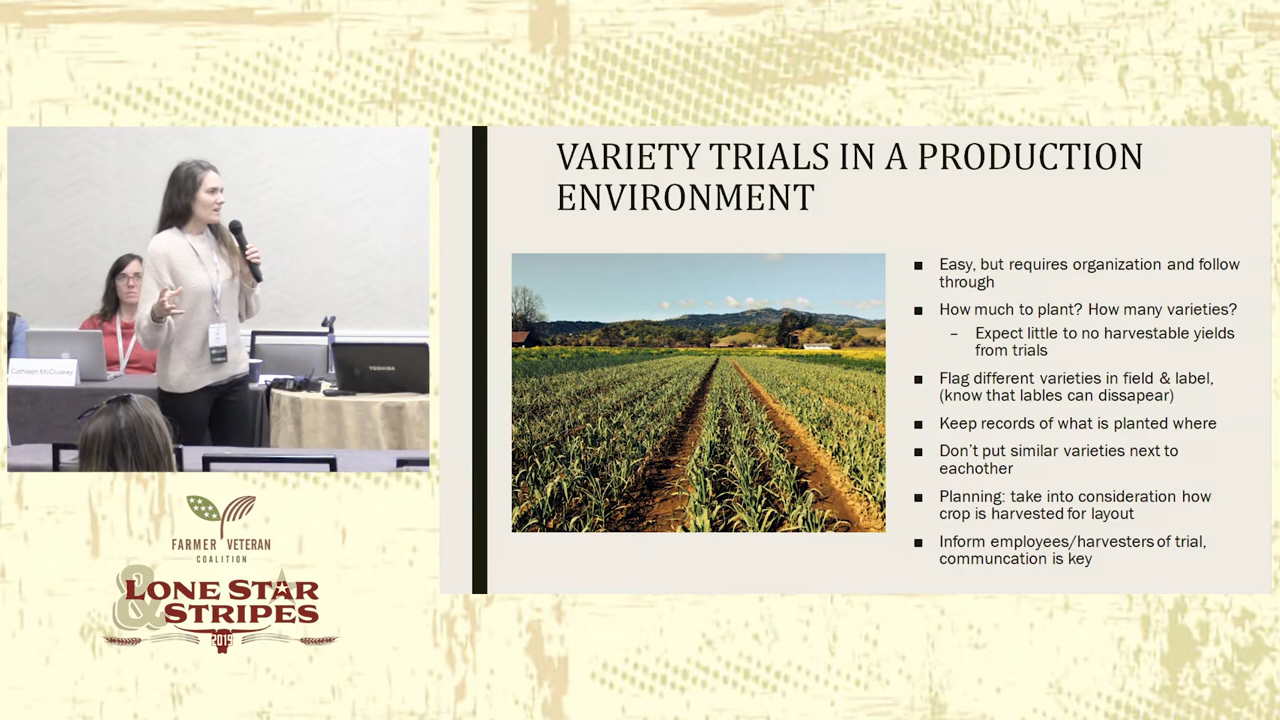 VARIETY TRIALS IN A PRODUCTION
ENVIRONMENT
■ Easy, but requires organization and follow
through
■ How much to plant? How many varieties?
– Expect little to no harvestable yields
from trials
■ Flag different varieties in field & label,
(know that lables can dissapear)
■ Keep records of what is planted where
■ Don't put similar varieties next to
eachother
■ Planning: take into consideration how
crop is harvested for layout
■ Inform employees/harvesters of trial,
communcation is key
Cathleen McCluskey
TOSHIBA
FARMER VETERAN
COALITION
& LONE STAR
STRIPES
2019